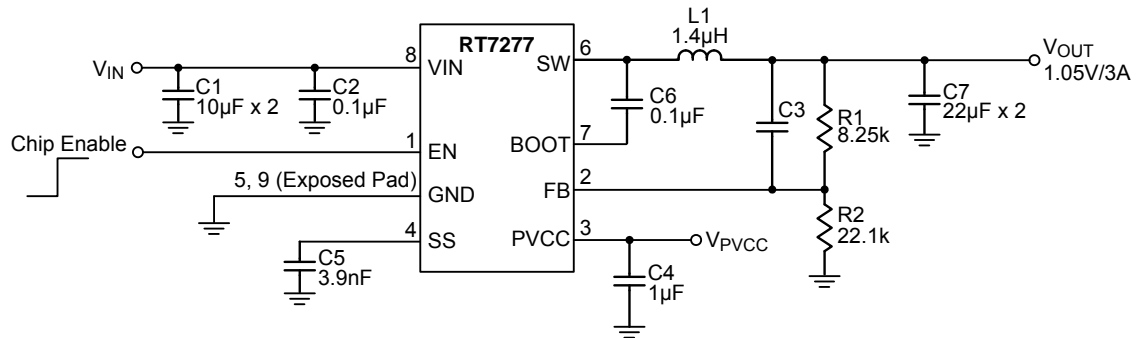 L1
1.4µH
RT7277
VIN
8
VIN
SW
6
VOUT
1.05V/3A
C1
10µF x 2
C2
0.1µF
C6
0.1µF
C3
R1
8.25k
C7
22µF x 2
BOOT
7
Chip Enable
1
EN
5, 9 (Exposed Pad)
GND
FB
2
R2
22.1k
4
SS
PVCC
3
VPVCC
C5
3.9nF
C4
1µF